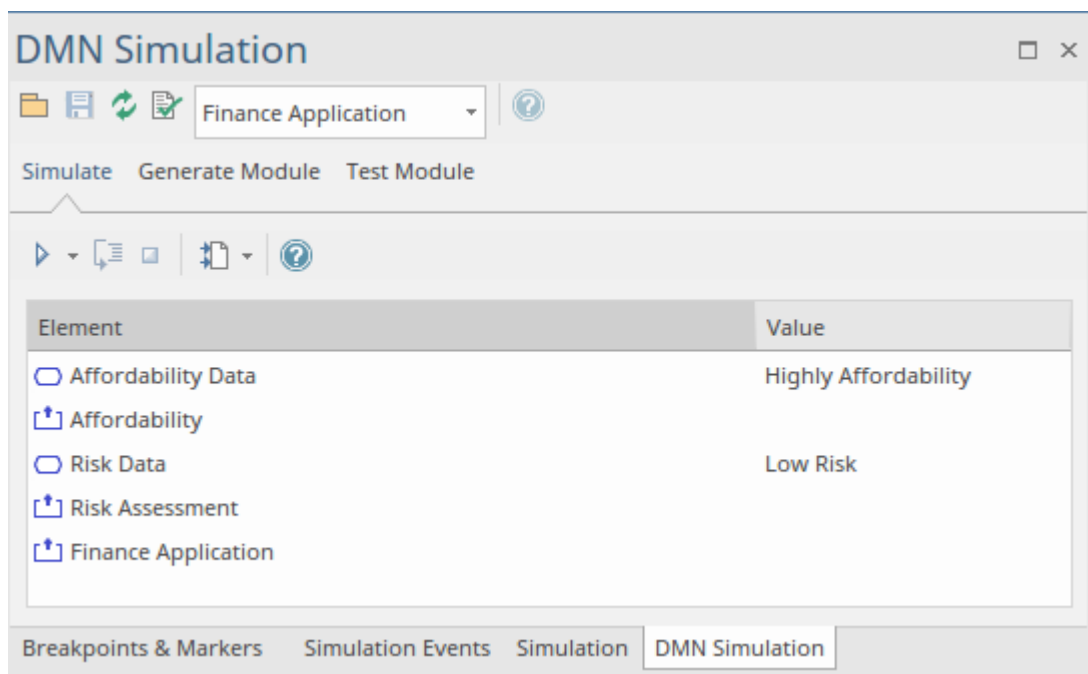 DMN Simulation
Finance Application
Simulate Generate Module Test Module
Element Value
Affordability Data Highly Affordability
Affordability
Risk Data Low Risk
Risk Assessment
Finance Application
Breakpoints & Markers Simulation Events Simulation DMN Simulation